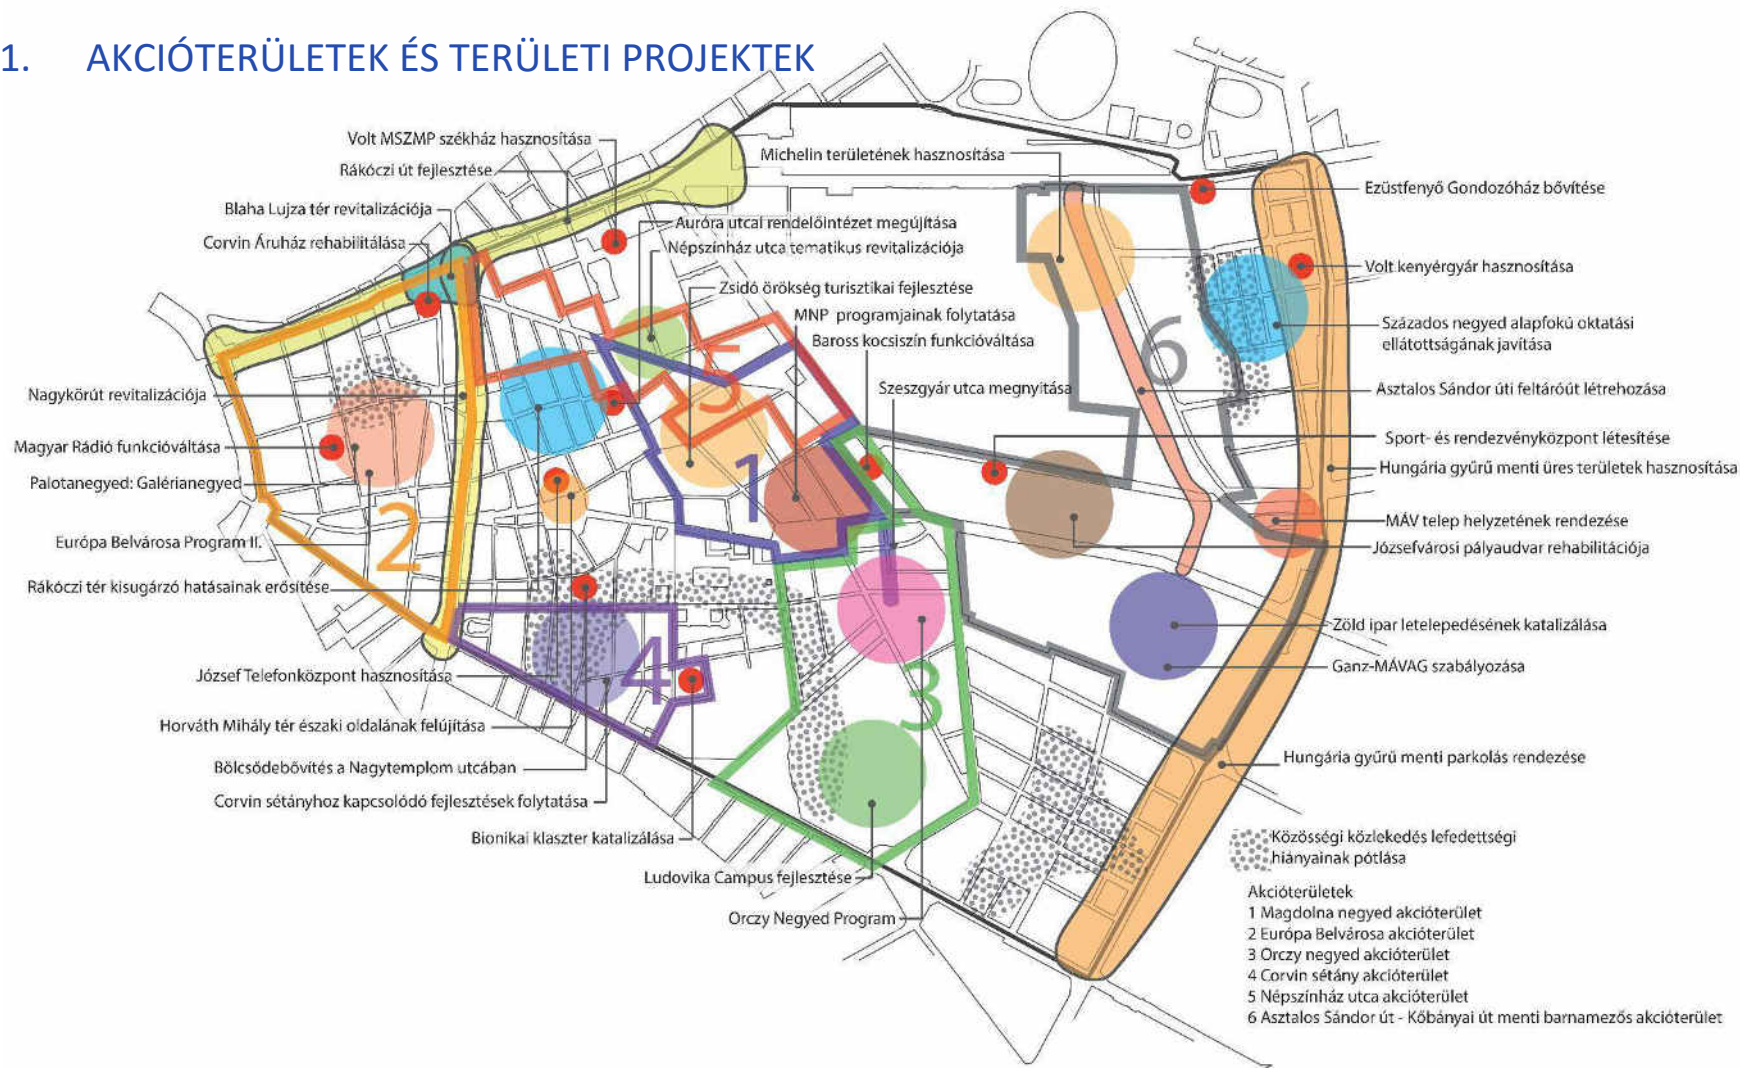 1. AKCIÓTERÜLETEK ÉS TERÜLETI PROJEKTEK
Volt MSZMP székház hasznosítása
Rákóczi út fejlesztése
Blaha Lujza tér revitalizációja
Corvin Áruház rehabilitálása
Nagykörút revitalizációja
Magyar Rádió funkcióváltása
Palotanegyed: Galérianegyed
Európa Belvárosa Program II.
Rákóczi tér kisugárzó hatásainak erősítése
József Telefonközpont hasznosítása
Horváth Mihály tér északi oldalának felújítása
Bölcsődebővítés a Nagytemplom utcában
Corvin sétányhoz kapcsolódó fejlesztések folytatása
Bionikai klaszter katalizálása
Ludovika Campus fejlesztése
Orczy Negyed Program
Michelin területének hasznosítása
Auróra utcai rendelőintézet megújítása
Népszínház utca tematikus revitalizációja
Zsidó örökség turisztikai fejlesztése
MNP programjainak folytatása
Baross kocsiszín funkcióváltása
Szeszgyár utca megnyitása
1
2
3
4
5
6
Ezüstfenyő Gondozóház bővítése
Volt kenyérgyár hasznosítása
Százados negyed alapfokú oktatási
ellátottságának javítása
Asztalos Sándor úti feltáróút létrehozása
Sport- és rendezvényközpont létesítése
Hungária gyűrű menti üres területek hasznosítása
MÁV telep helyzetének rendezése
Józsefvárosi pályaudvar rehabilitációja
Zöld ipar letelepedésének katalizálása
Ganz-MÁVAG szabályozása
Hungária gyűrű menti parkolás rendezése
Közösségi közlekedés lefedettségi
hiányainak pótlása
Akcióterületek
1 Magdolna negyed akcióterület
2 Európa Belvárosa akcióterület
3 Orczy negyed akcióterület
4 Corvin sétány akcióterület
5 Népszínház utca akcióterület
6 Asztalos Sándor út - Kőbányai út menti barnamezős akcióterület